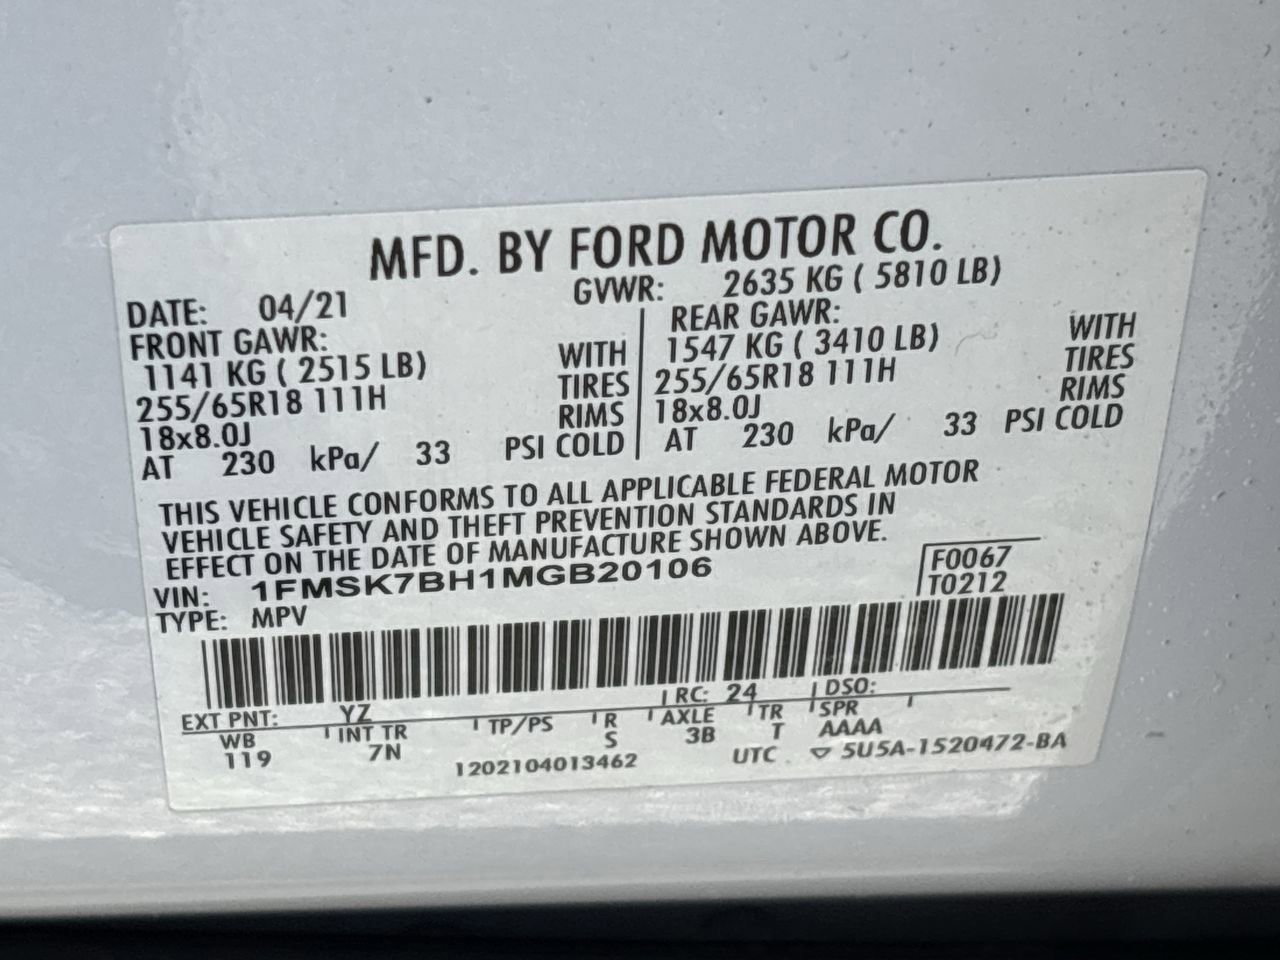 MFD. BY FORD MOTOR CO.
DATE: 04/21 GVWR: 2635 KG ( 5810 LB)
FRONT GAWR:
1141 KG ( 2515 LB) WITH
255/65R18 111H TIRES
18x8.0J RIMS
AT 230 kPa/ 33 PSI COLD
REAR GAWR:
1547 KG ( 3410 LB) WITH
255/65R18 111H TIRES
18x8.0J RIMS
AT 230 kPa/ 33 PSI COLD
THIS VEHICLE CONFORMS TO ALL APPLICABLE FEDERAL MOTOR
VEHICLE SAFETY AND THEFT PREVENTION STANDARDS IN
EFFECT ON THE DATE OF MANUFACTURE SHOWN ABOVE.
VIN: 1FMSK7BH1MGB20106
TYPE: MPV
F0067
T0212
EXT PNT: YZ RC: 24 DSO:
WB INT TR TP/PS R AXLE TR SPR
119 7N S 3B T AAAA
1202104013462 UTC ▽ 5U5A-1520472-BA